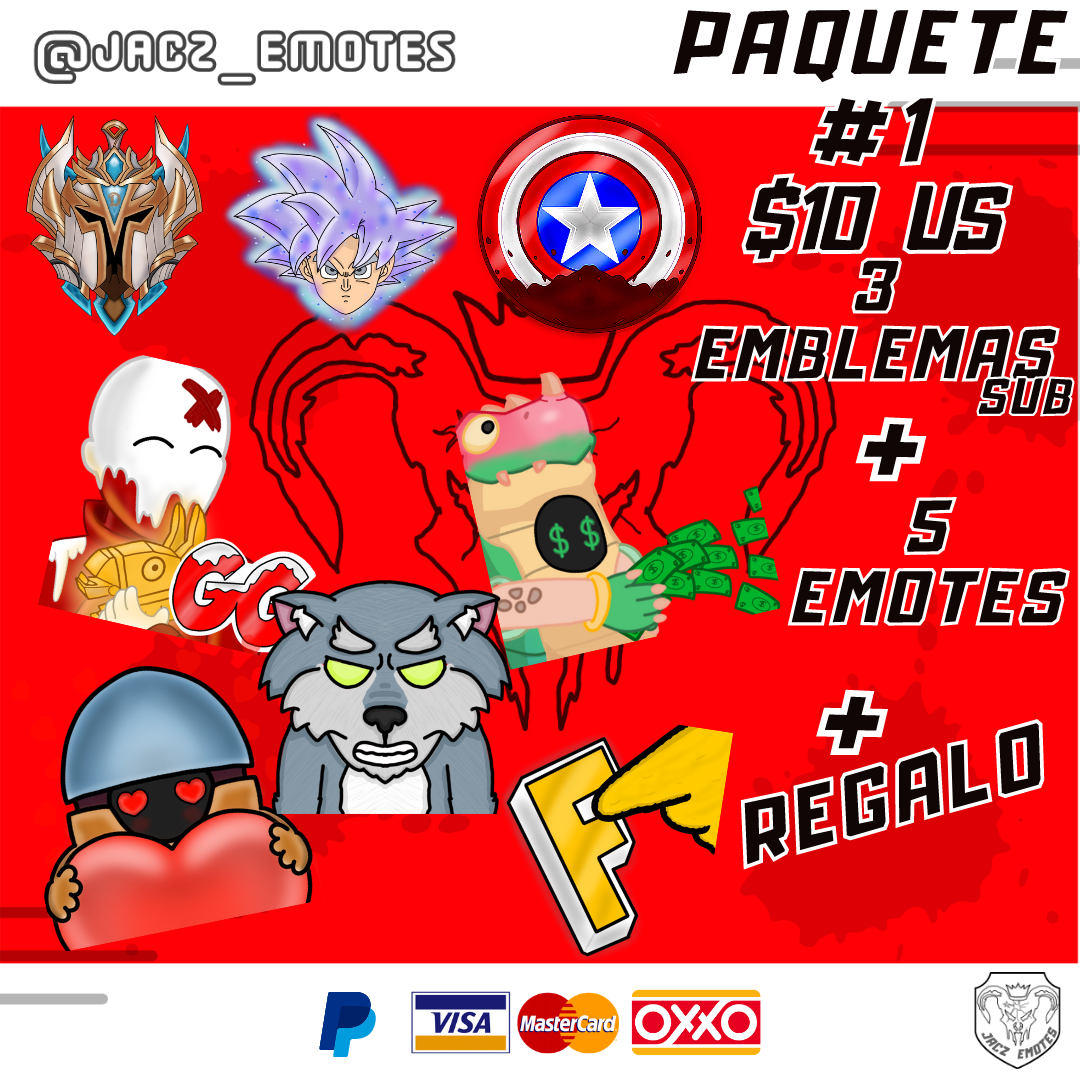 @JACZ_EMOTES
PAQUETE
#1
$10 US
3
EMBLEMAS
SUB
+
5
EMOTES
+
REGALO
GG
$ $
F
VISA
MasterCard
OXXO
JACZ EMOTES